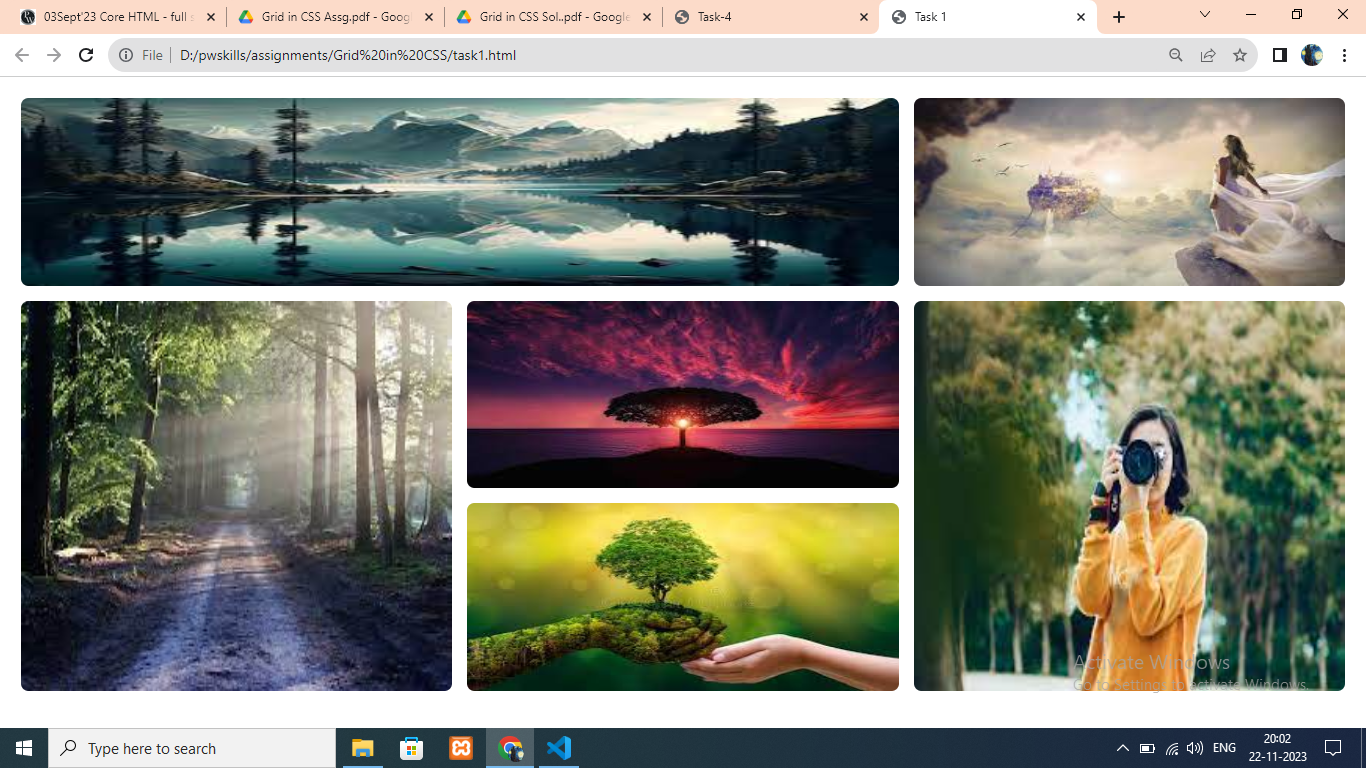 03Sept'23 Core HTML - full s
Grid in CSS Assg.pdf - Googl
Grid in CSS Sol..pdf - Google
Task-4
Task 1
File
D:/pwskills/assignments/Grid%20in%20CSS/task1.html
Activate Windows
Go to Settings to activate Windows.
Type here to search
ENG
20:02
22-11-2023